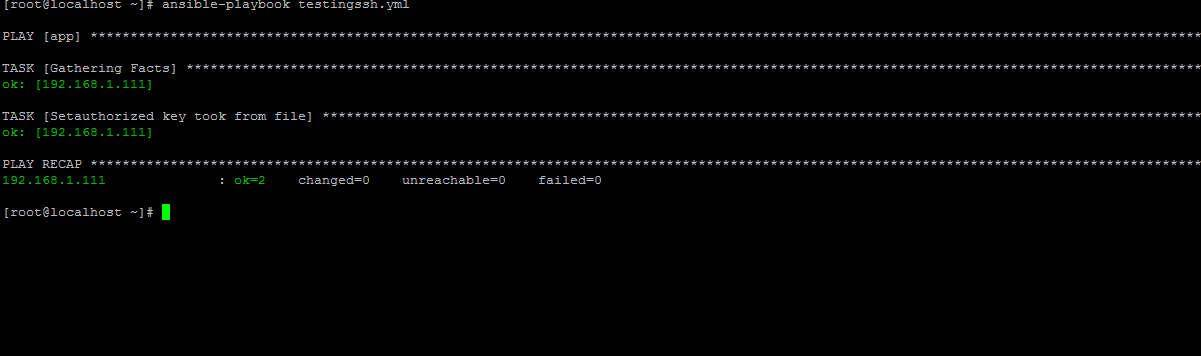 [root@localhost ~]# ansible-playbook testingssh.yml
PLAY [app] *******************************************************************************************************************************************
TASK [Gathering Facts] *******************************************************************************************************************************
ok: [192.168.1.111]
TASK [Setauthorized key took from file] **************************************************************************************************************
ok: [192.168.1.111]
PLAY RECAP *******************************************************************************************************************************************
192.168.1.111 : ok=2 changed=0 unreachable=0 failed=0
[root@localhost ~]#